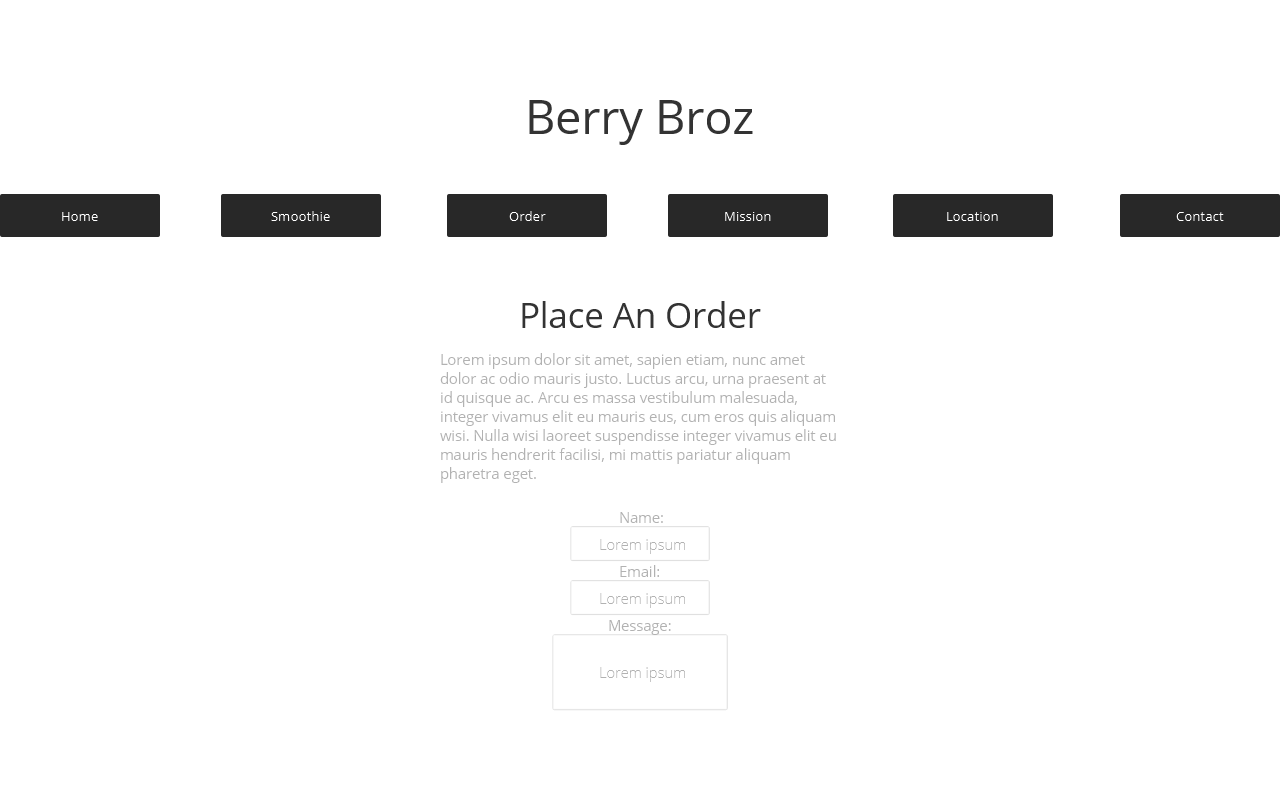 Berry Broz
Home
Smoothie
Order
Mission
Location
Contact
Place An Order
Lorem ipsum dolor sit amet, sapien etiam, nunc amet
dolor ac odio mauris justo. Luctus arcu, urna praesent at
id quisque ac. Arcu es massa vestibulum malesuada,
integer vivamus elit eu mauris eus, cum eros quis aliquam
wisi. Nulla wisi laoreet suspendisse integer vivamus elit eu
mauris hendrerit facilisi, mi mattis pariatur aliquam
pharetra eget.
Name:
Lorem ipsum
Email:
Lorem ipsum
Message:
Lorem ipsum